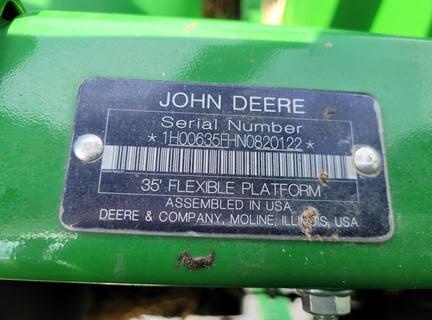 JOHN DEERE
Serial Number
*1H00635FHN0820122*
35' FLEXIBLE PLATFORM
ASSEMBLED IN USA
DEERE & COMPANY, MOLINE, ILLINOIS, USA